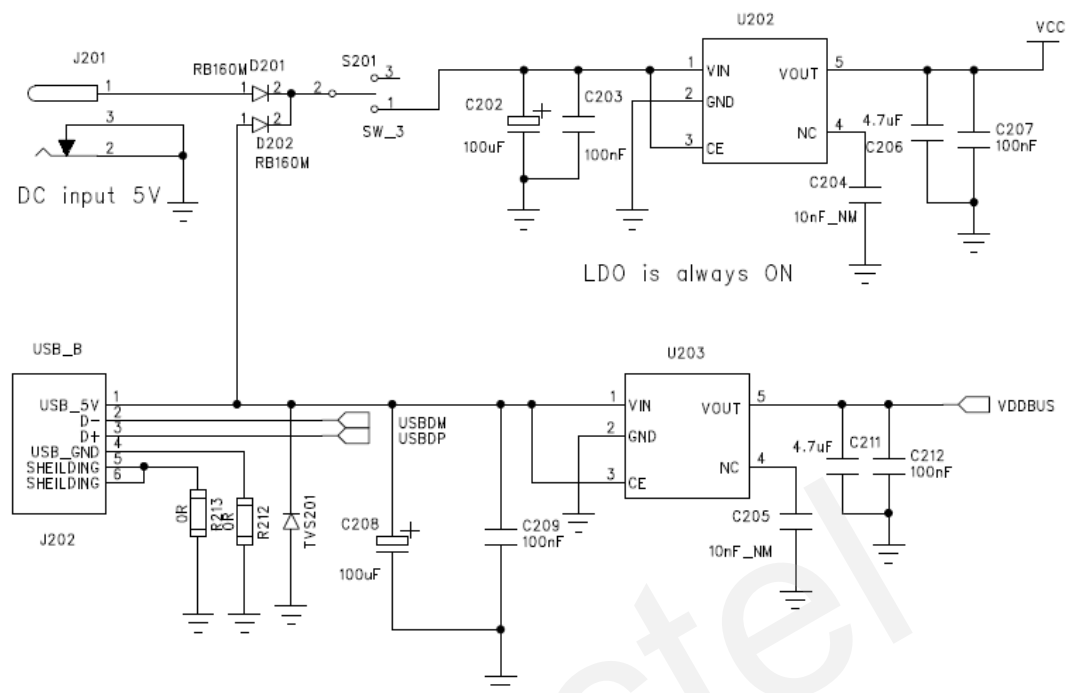 J201
1
3
2
DC input 5V
RB160M D201
1 2
1 2
D202
RB160M
S201
2
3
1
SW_3
C202
100uF
C203
100nF
U202
1 VIN
2 GND
3 CE
VOUT 5
NC 4
C204
10nF_NM
4.7uF
C206
C207
100nF
VCC
LDO is always ON
USB_B
USB_5V 1
D- 2
D+ 3
USB_GND 4
SHEILDING 5
SHEILDING 6
J202
USBDM
USBDP
0R
R213
0R
R212
TVS201
C208
100uF
C209
100nF
U203
1 VIN
2 GND
3 CE
VOUT 5
NC 4
C205
10nF_NM
4.7uF
C211
C212
100nF
VDDBUS